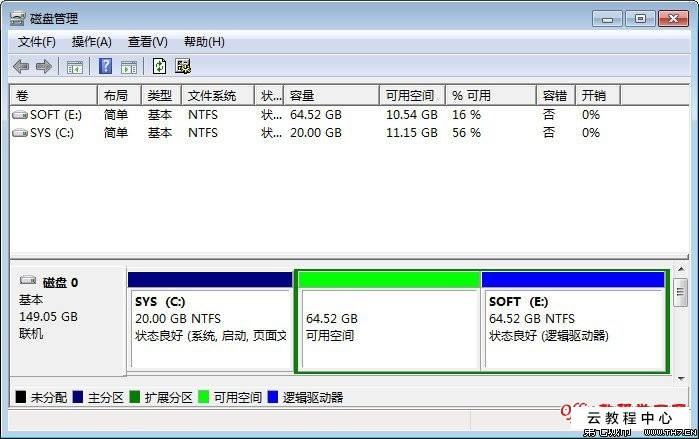 磁盘管理
文件(F) 操作(A) 查看(V) 帮助(H)
卷 布局 类型 文件系统 状... 容量 可用空间 % 可用 容错 开销
SOFT (E:) 简单 基本 NTFS 状... 64.52 GB 10.54 GB 16 % 否 0%
SYS (C:) 简单 基本 NTFS 状... 20.00 GB 11.15 GB 56 % 否 0%
磁盘 0
基本
149.05 GB
联机
SYS (C:)
20.00 GB NTFS
状态良好 (系统, 启动, 页面文
64.52 GB
可用空间
SOFT (E:)
64.52 GB NTFS
状态良好 (逻辑驱动器)
未分配 主分区 扩展分区 可用空间 逻辑驱动器
云教程中心
WWW.TH7.CN